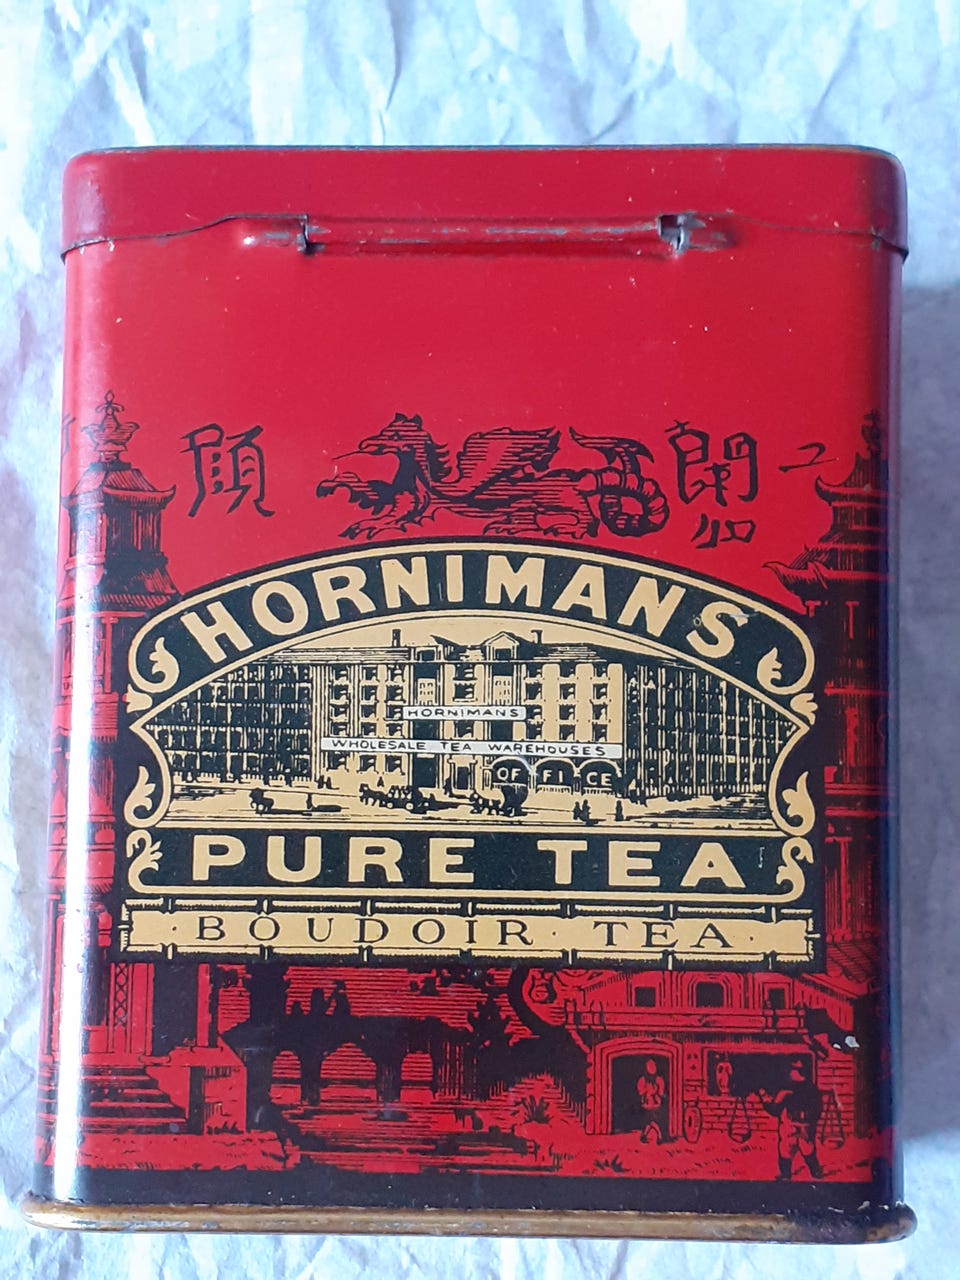 顧
HORNIMANS
HORNIMANS
WHOLESALE TEA WAREHOUSES
OFFICE
PURE TEA
BOUDOIR TEA